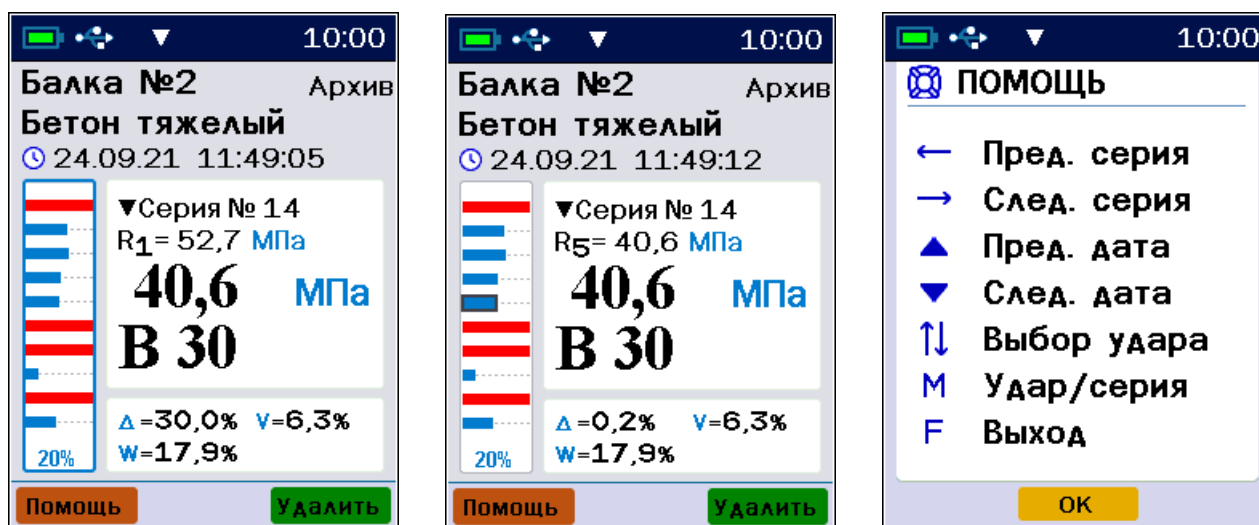 10:00
Балка №2
Архив
Бетон тяжелый
24.09.21 11:49:05
▼Серия № 14
R1= 52,7 МПа
40,6 МПа
В 30
Δ=30,0% V=6,3%
W=17,9%
20%
Помощь
Удалить
10:00
Балка №2
Архив
Бетон тяжелый
24.09.21 11:49:12
▼Серия № 14
R5= 40,6 МПа
40,6 МПа
В 30
Δ=0,2% V=6,3%
W=17,9%
20%
Помощь
Удалить
10:00
ПОМОЩЬ
← Пред. серия
→ След. серия
▲ Пред. дата
▼ След. дата
↑↓ Выбор удара
М Удар/серия
F Выход
ОК